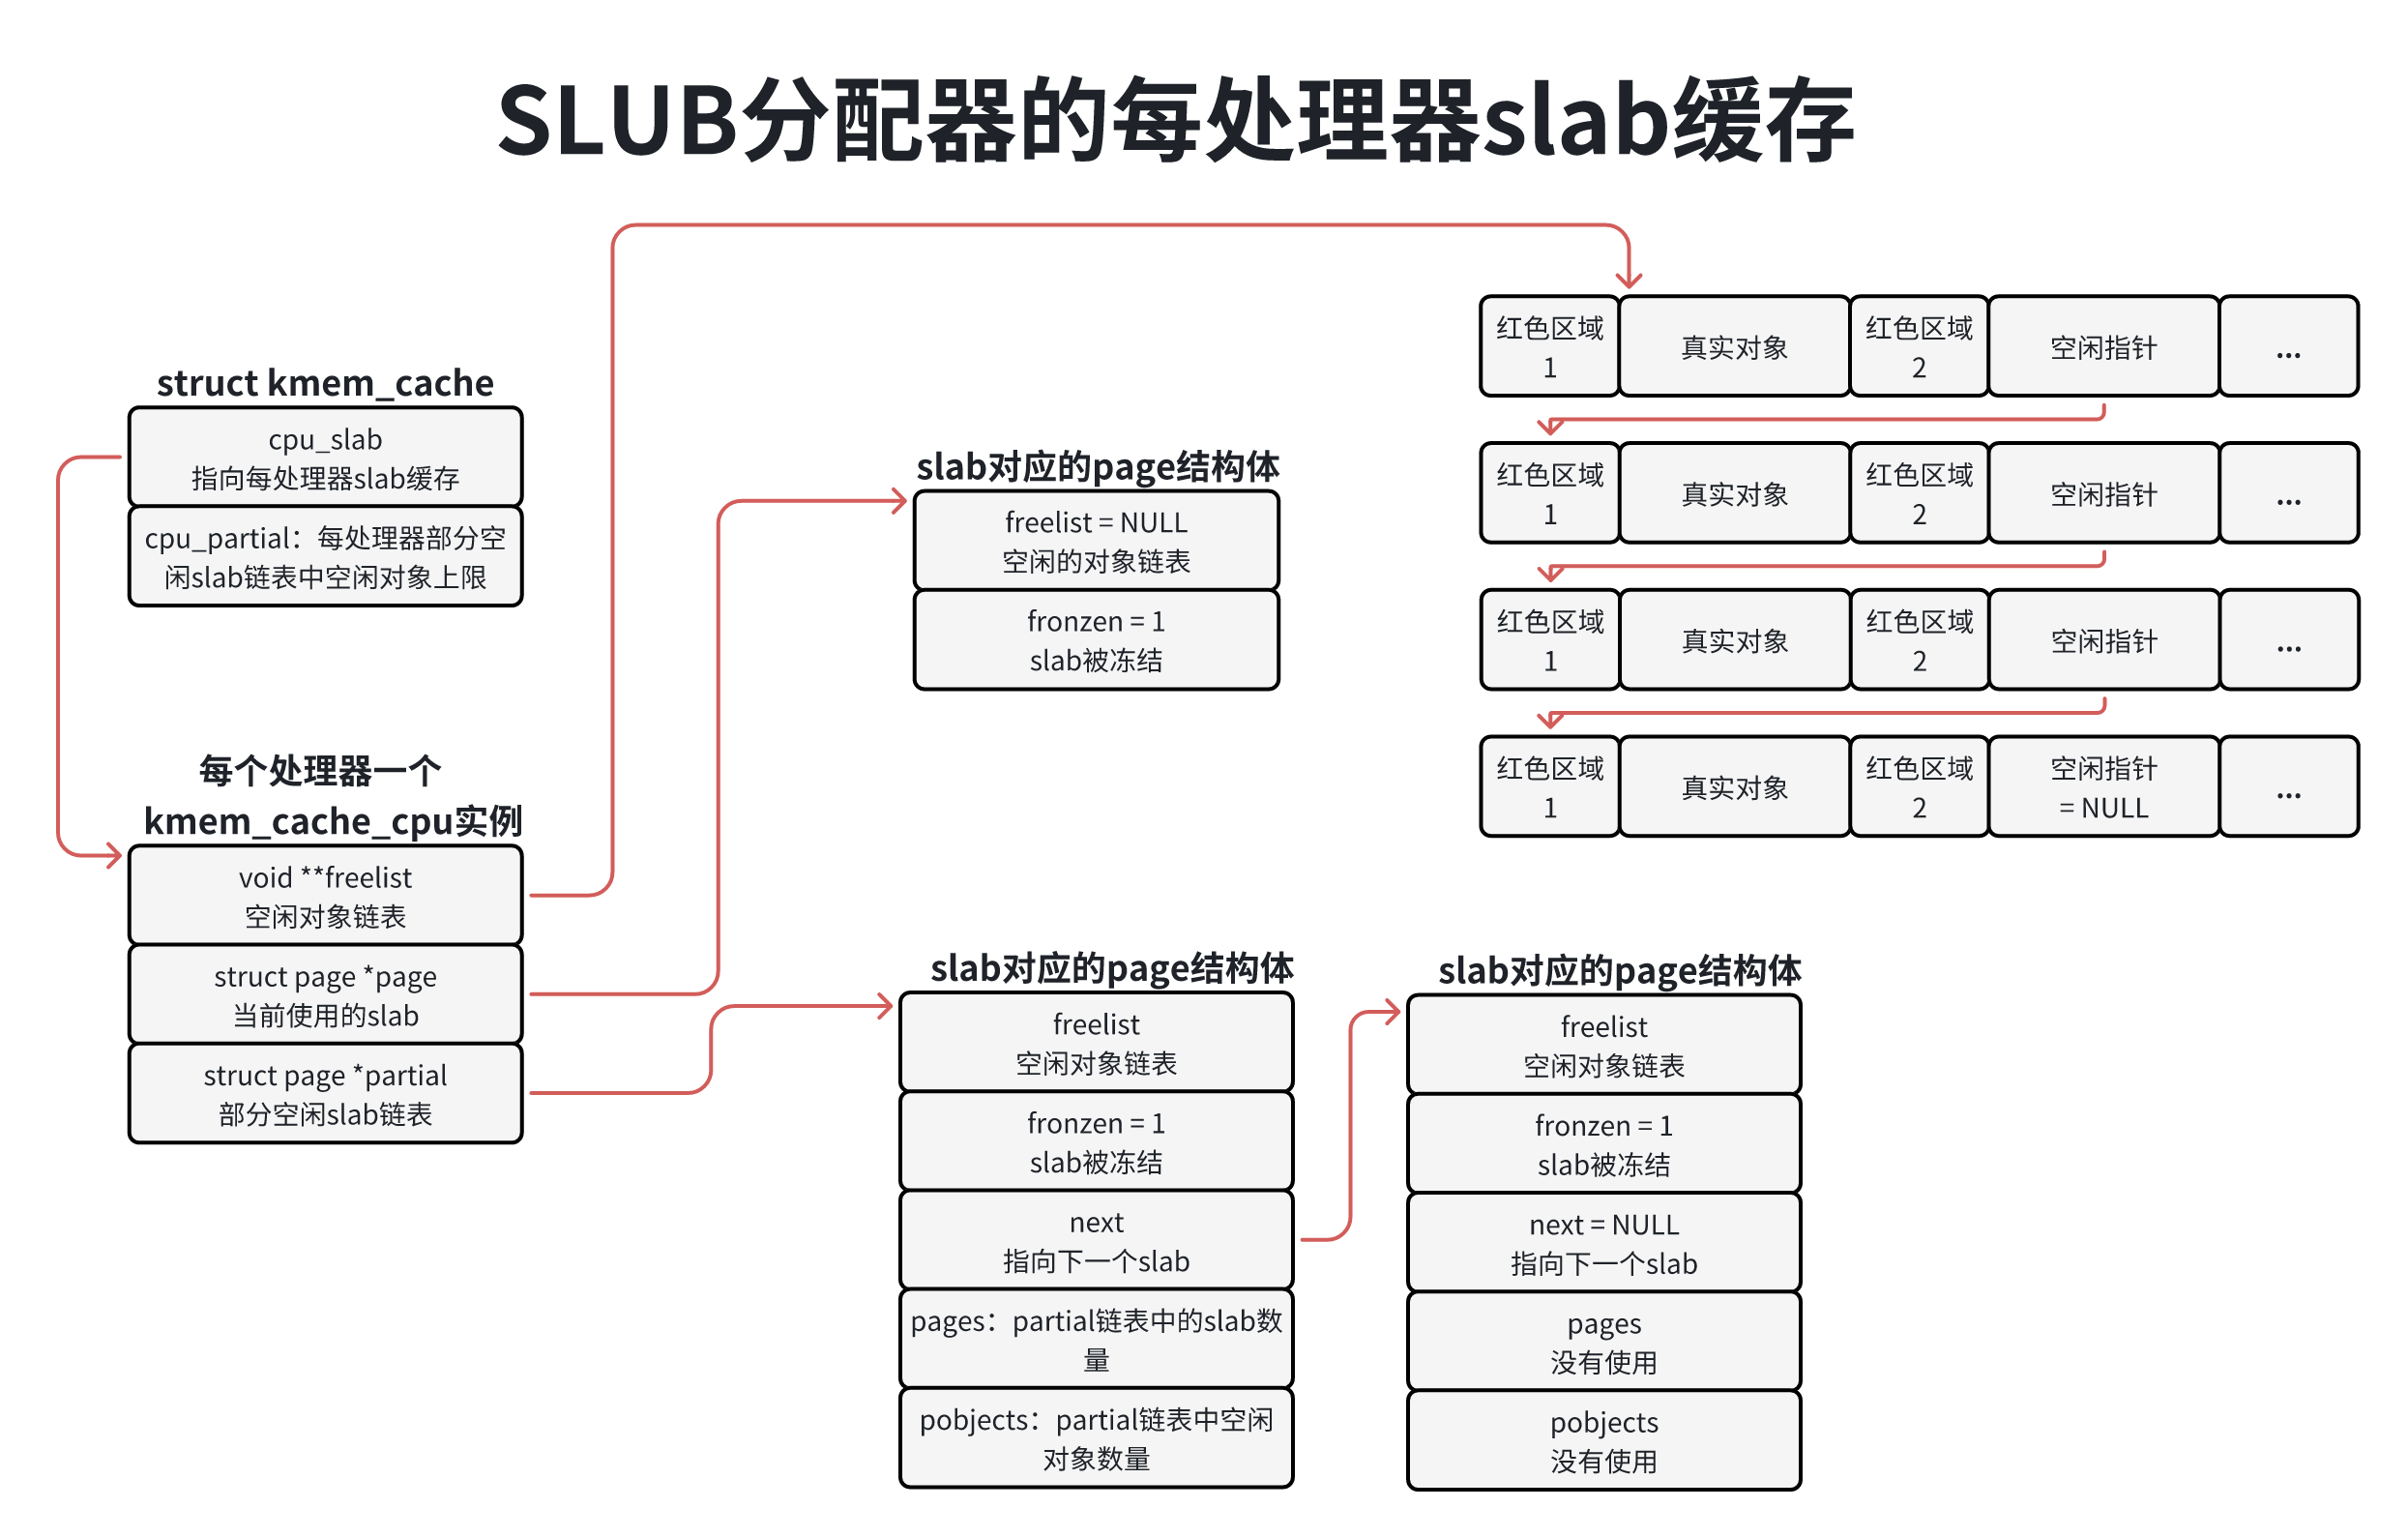 SLUB分配器的每处理器slab缓存
struct kmem_cache
cpu_slab
指向每处理器slab缓存
cpu_partial：每处理器部分空
闲slab链表中空闲对象上限
每个处理器一个
kmem_cache_cpu实例
void **freelist
空闲对象链表
struct page *page
当前使用的slab
struct page *partial
部分空闲slab链表
slab对应的page结构体
freelist = NULL
空闲的对象链表
fronzen = 1
slab被冻结
红色区域
1
真实对象
红色区域
2
空闲指针
...
红色区域
1
真实对象
红色区域
2
空闲指针
...
红色区域
1
真实对象
红色区域
2
空闲指针
...
红色区域
1
真实对象
红色区域
2
空闲指针
= NULL
...
slab对应的page结构体
freelist
空闲对象链表
fronzen = 1
slab被冻结
next
指向下一个slab
pages：partial链表中的slab数
量
pobjects：partial链表中空闲
对象数量
slab对应的page结构体
freelist
空闲对象链表
fronzen = 1
slab被冻结
next = NULL
指向下一个slab
pages
没有使用
pobjects
没有使用